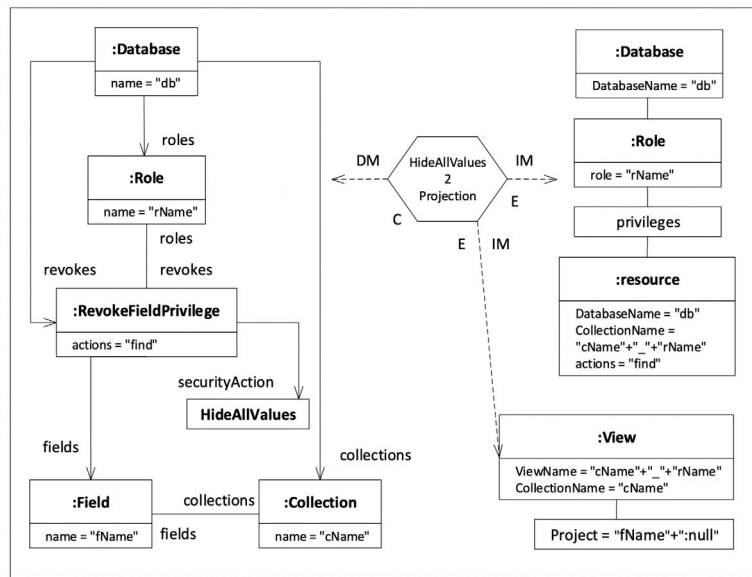 :Database
name = "db"
roles
:Role
name = "rName"
roles
revokes
revokes
:RevokeFieldPrivilege
actions = "find"
securityAction
HideAllValues
fields
collections
:Field
name = "fName"
collections
fields
:Collection
name = "cName"
DM
HideAllValues
2
Projection
IM
C
E
E
IM
:Database
DatabaseName = "db"
:Role
role = "rName"
privileges
:resource
DatabaseName = "db"
CollectionName =
"cName"+"_"+"rName"
actions = "find"
:View
ViewName = "cName"+"_"+"rName"
CollectionName = "cName"
Project = "fName"+":null"